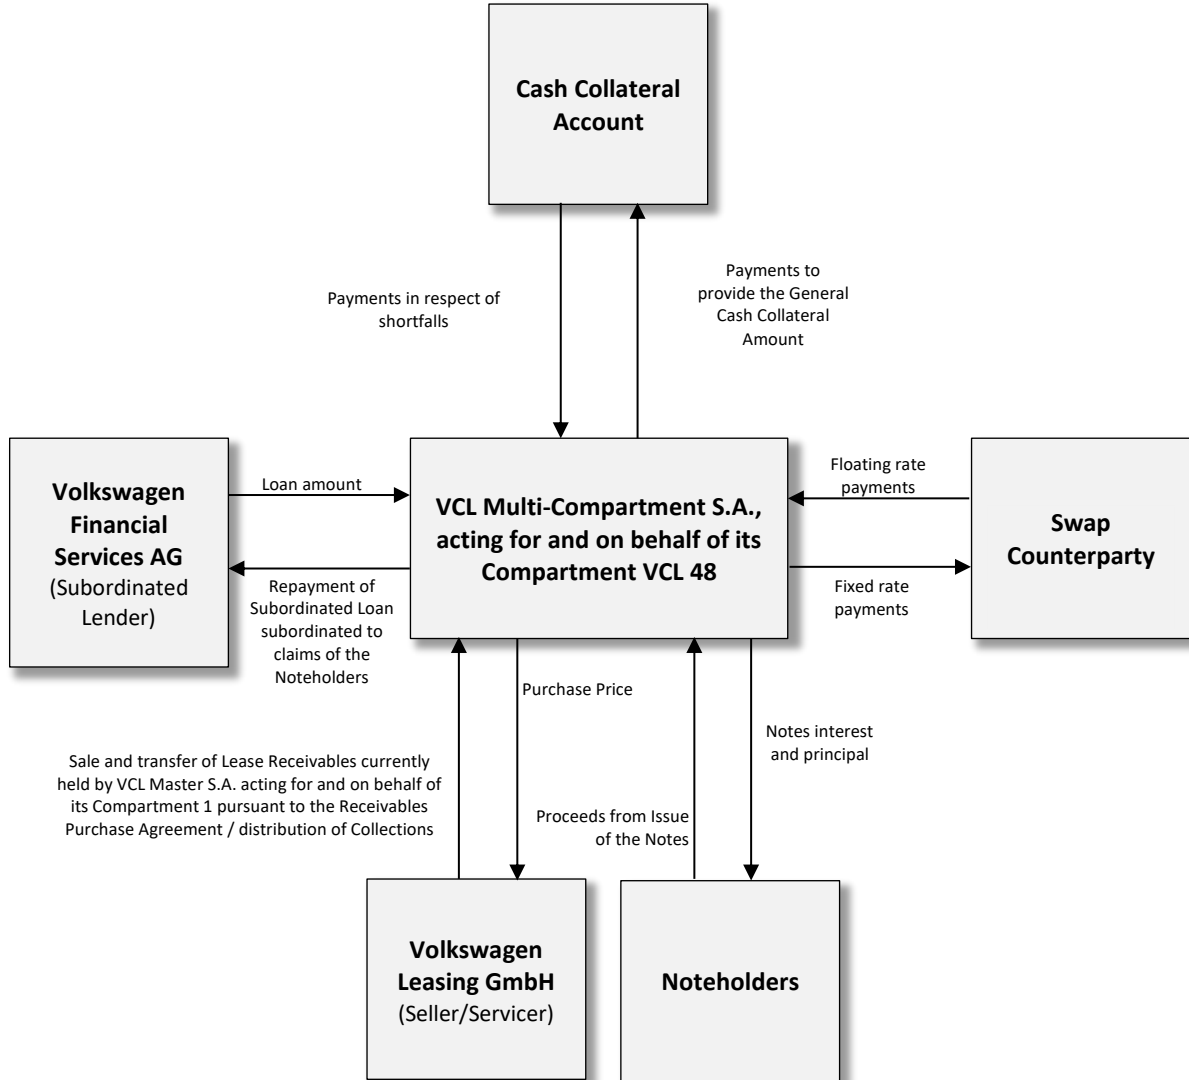 Cash Collateral
Account
Payments in respect of
shortfalls
Payments to
provide the General
Cash Collateral
Amount
Volkswagen
Financial
Services AG
(Subordinated
Lender)
Loan amount
Repayment of
Subordinated Loan
subordinated to
claims of the
Noteholders
VCL Multi-Compartment S.A.,
acting for and on behalf of its
Compartment VCL 48
Floating rate
payments
Fixed rate
payments
Swap
Counterparty
Sale and transfer of Lease Receivables currently
held by VCL Master S.A. acting for and on behalf of
its Compartment 1 pursuant to the Receivables
Purchase Agreement / distribution of Collections
Purchase Price
Proceeds from Issue
of the Notes
Notes interest
and principal
Volkswagen
Leasing GmbH
(Seller/Servicer)
Noteholders